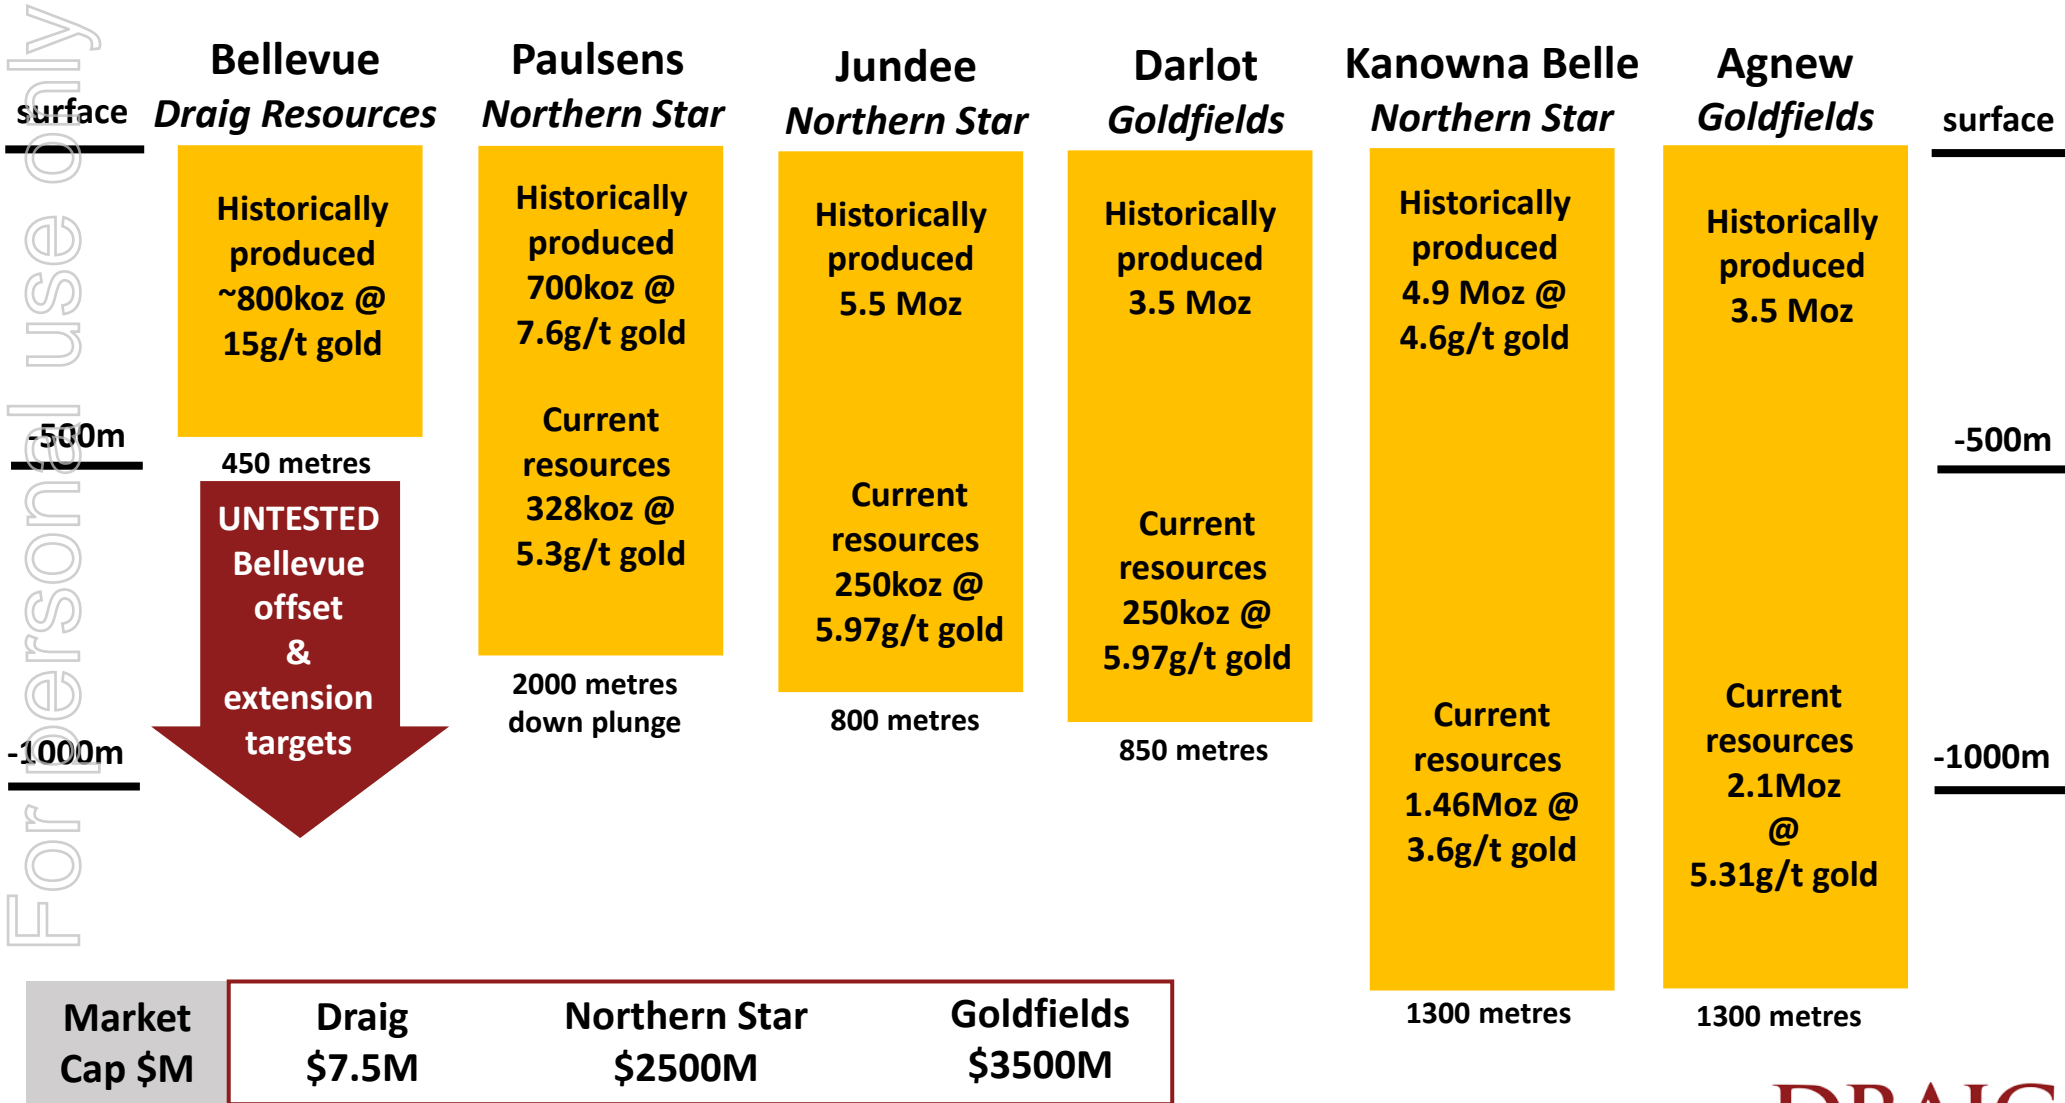 For personal use only
surface
-500m
-1000m
Bellevue
Draig Resources
Historically
produced
~800koz @
15g/t gold
450 metres
UNTESTED
Bellevue
offset
&
extension
targets
Paulsens
Northern Star
Historically
produced
700koz @
7.6g/t gold
Current
resources
328koz @
5.3g/t gold
2000 metres
down plunge
Jundee
Northern Star
Historically
produced
5.5 Moz
Current
resources
250koz @
5.97g/t gold
800 metres
Darlot
Goldfields
Historically
produced
3.5 Moz
Current
resources
250koz @
5.97g/t gold
850 metres
Kanowna Belle
Northern Star
Historically
produced
4.9 Moz @
4.6g/t gold
Current
resources
1.46Moz @
3.6g/t gold
1300 metres
Agnew
Goldfields
Historically
produced
3.5 Moz
Current
resources
2.1Moz
@
5.31g/t gold
1300 metres
surface
-500m
-1000m
Market
Cap $M
Draig
$7.5M
Northern Star
$2500M
Goldfields
$3500M
DRAIG